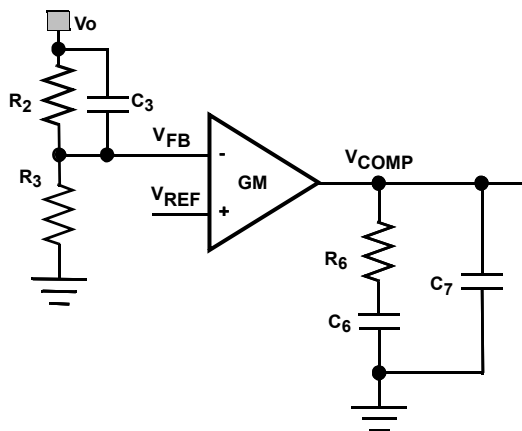 Vo
R2
C3
VFB
VCOMP
R3
GM
-
VREF
+
R6
C7
C6